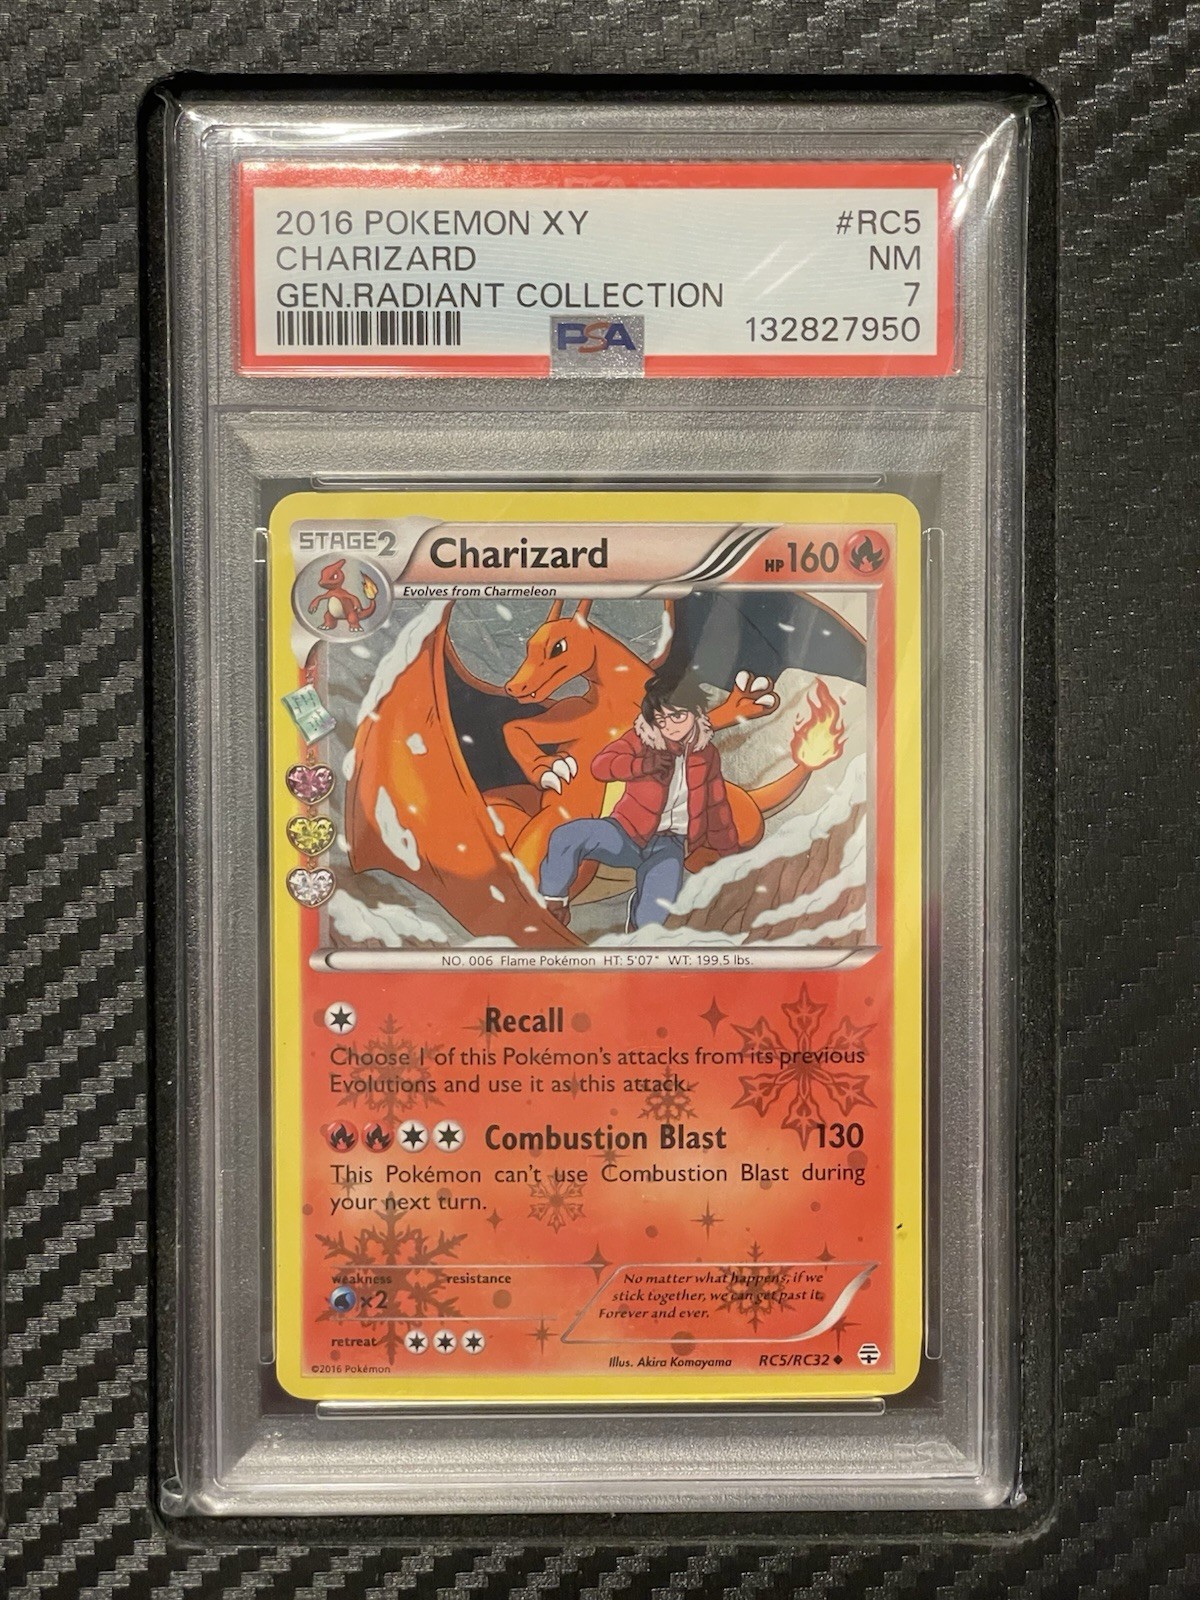 2016 POKEMON XY #RC5
CHARIZARD NM
GEN.RADIANT COLLECTION 7
PSA 132827950
STAGE2 Charizard HP160
Evolves from Charmeleon
NO. 006 Flame Pokémon HT: 5'07" WT: 199.5 lbs.
Recall
Choose 1 of this Pokémon's attacks from its previous
Evolutions and use it as this attack.
Combustion Blast 130
This Pokémon can't use Combustion Blast during
your next turn.
weakness resistance
×2
No matter what happens, if we
stick together, we can get past it.
Forever and ever.
retreat
©2016 Pokémon Illus. Akira Komayama RC5/RC32